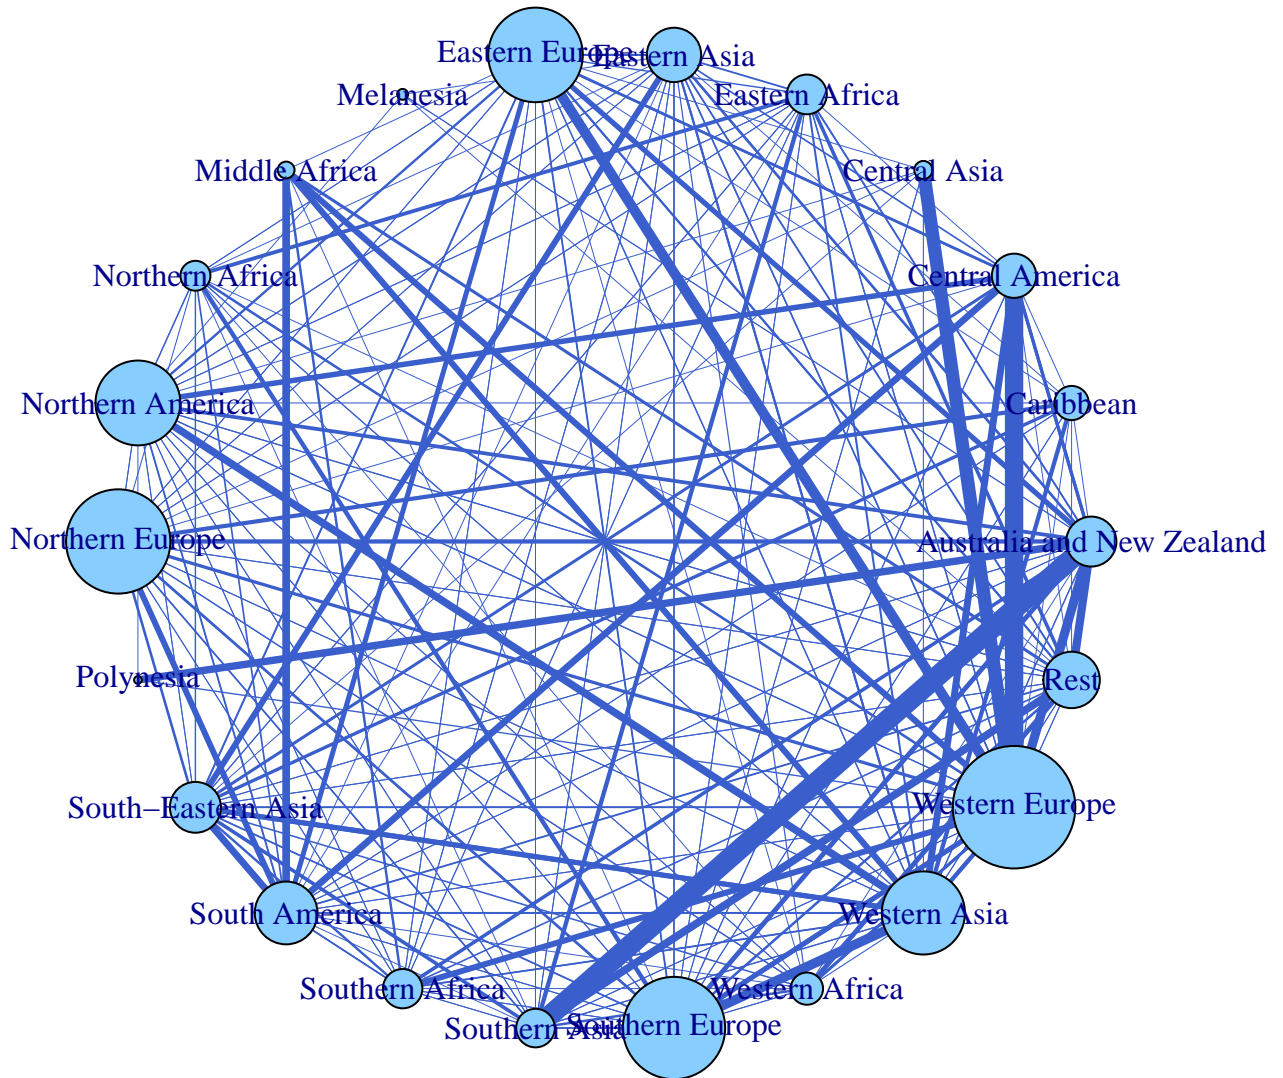 Eastern Europe
Eastern Asia
Melanesia
Eastern Africa
Middle Africa
Central Asia
Northern Africa
Central America
Northern America
Caribbean
Northern Europe
Australia and New Zealand
Polynesia
Rest
South−Eastern Asia
Western Europe
South America
Western Asia
Southern Africa
Western Africa
Southern Asia
Southern Europe